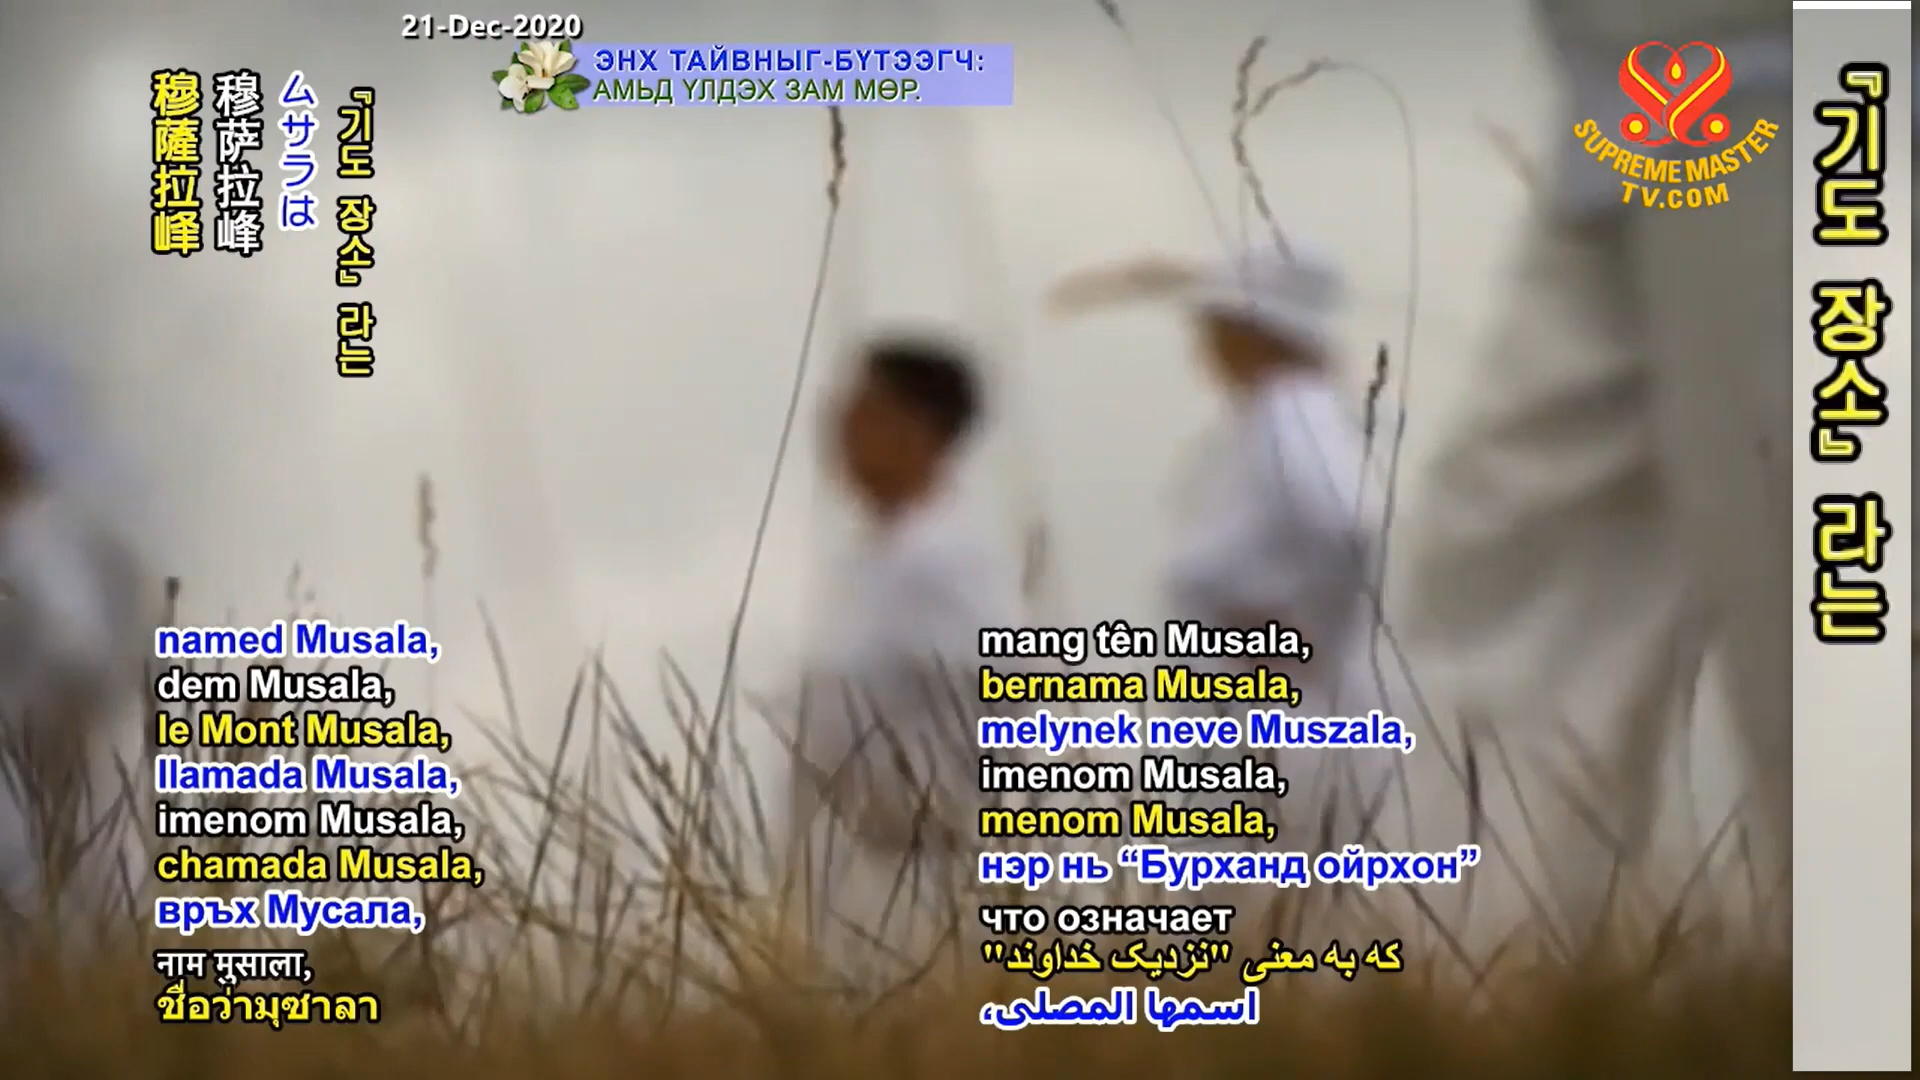 21-Dec-2020
ЭНХ ТАЙВНЫГ-БҮТЭЭГЧ:
АМЬД ҮЛДЭХ ЗАМ МӨР.
SUPREME MASTER
TV.COM
『기도 장소』라는
『기도 장소』라는
ムサラは
穆萨拉峰
穆薩拉峰
named Musala,
dem Musala,
le Mont Musala,
llamada Musala,
imenom Musala,
chamada Musala,
връх Мусала,
नाम मुसाला,
ชื่อว่ามุซาลา
mang tên Musala,
bernama Musala,
melynek neve Muszala,
imenom Musala,
menom Musala,
нэр нь “Бурханд ойрхон”
что означает
که به معنی "نزدیک خداوند"
اسمها المصلى،